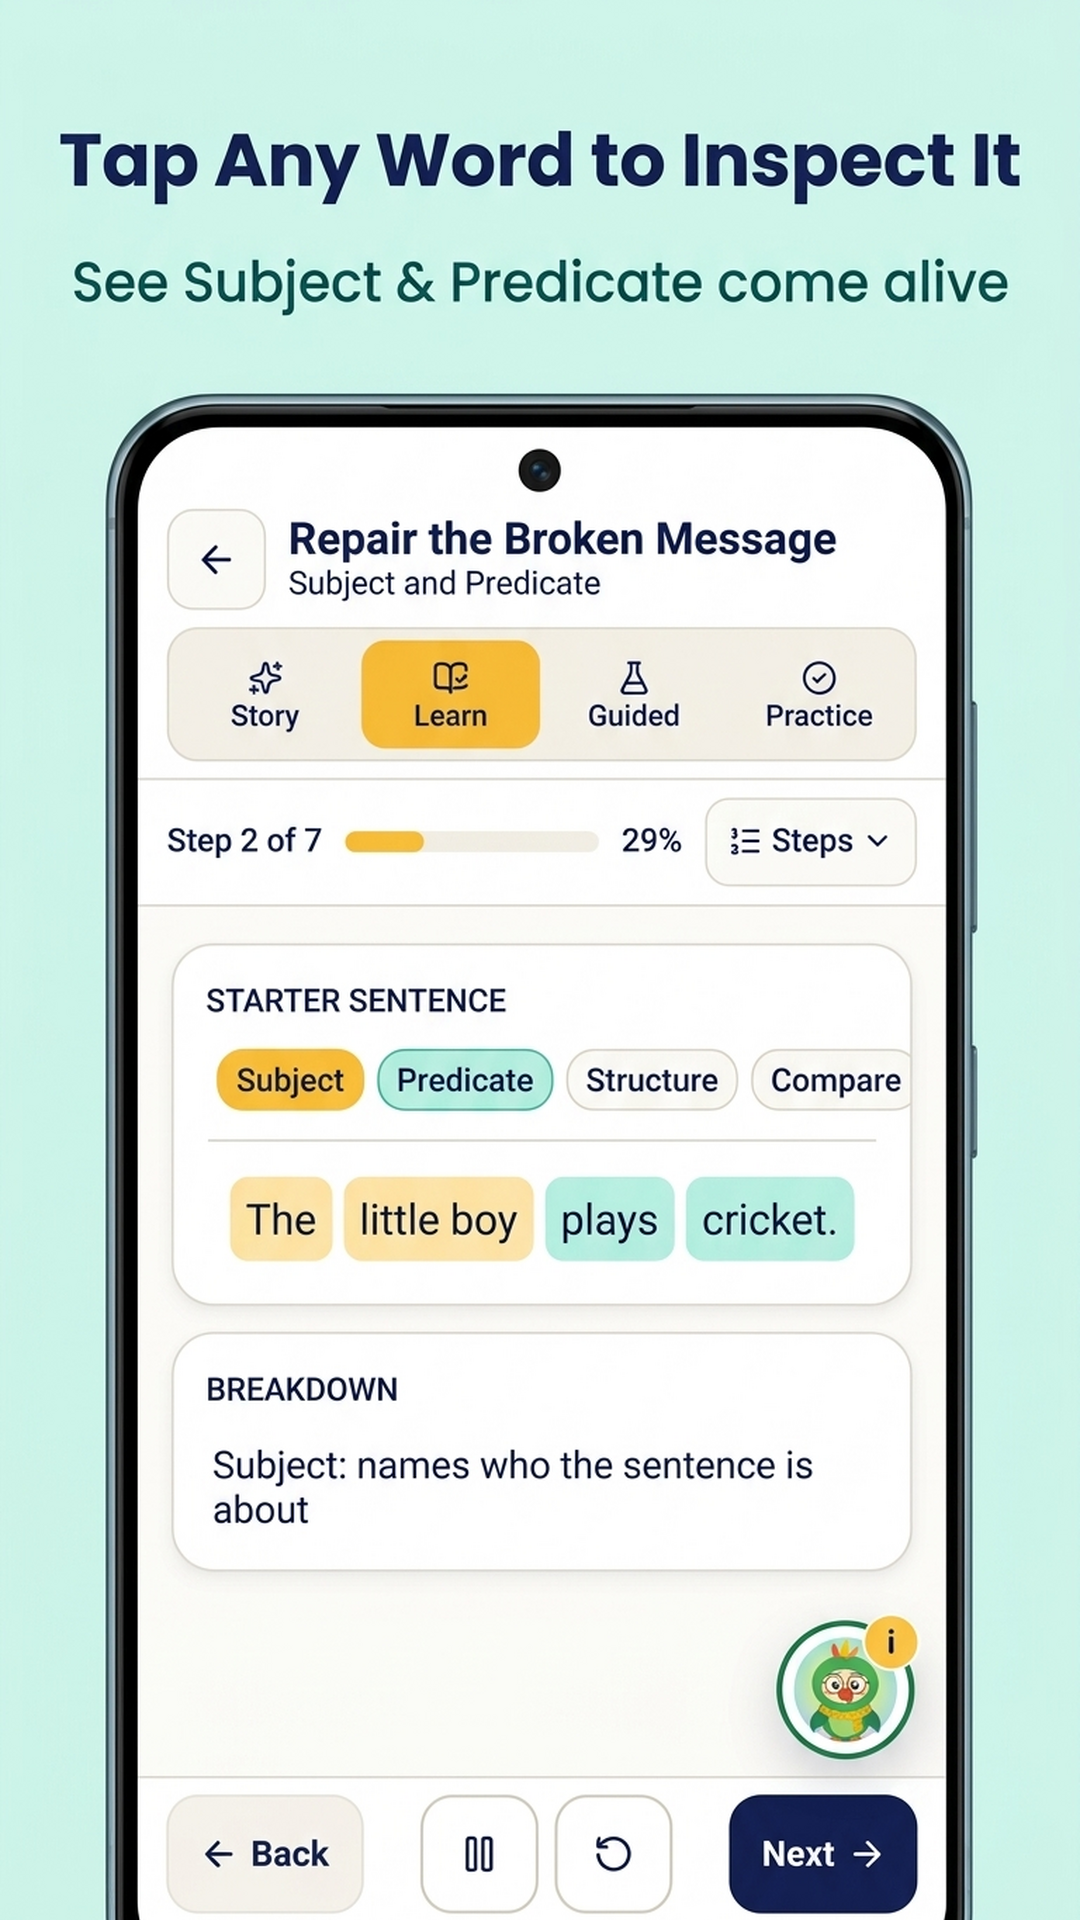 Tap Any Word to Inspect It
See Subject & Predicate come alive
Repair the Broken Message
Subject and Predicate
Story Learn Guided Practice
Step 2 of 7 29% Steps
STARTER SENTENCE
Subject Predicate Structure Compare
The little boy plays cricket.
BREAKDOWN
Subject: names who the sentence is
about
i
Back Next